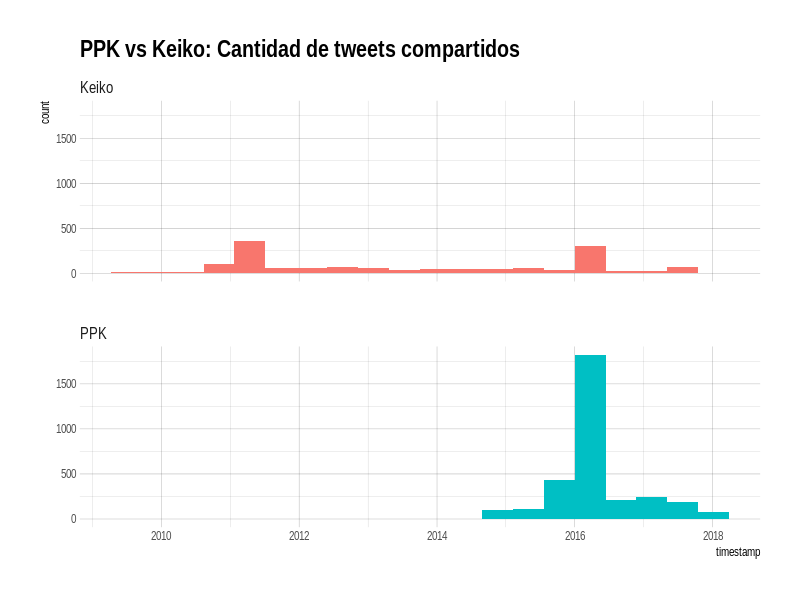 PPK vs Keiko: Cantidad de tweets compartidos
Keiko
count
1500
1000
500
0
PPK
1500
1000
500
0
2010 2012 2014 2016 2018
timestamp